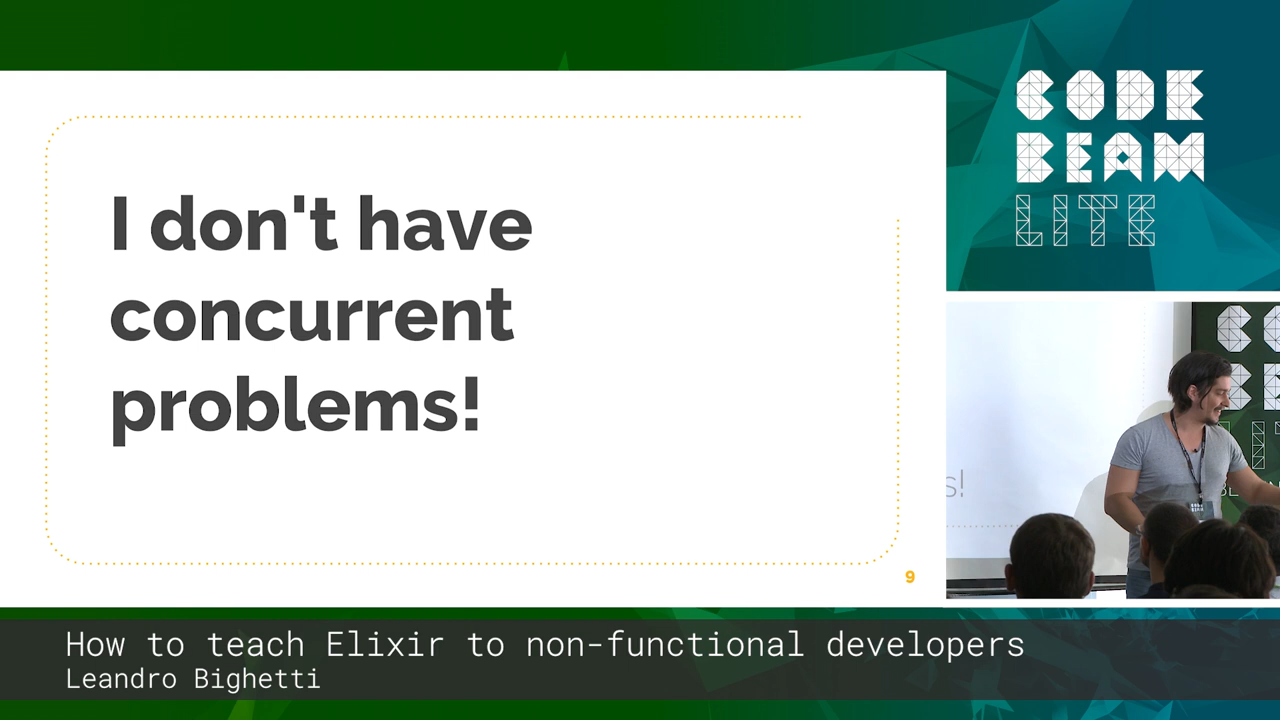 I don't have
concurrent
problems!
9
CODE
BEAM
LITE
s!
How to teach Elixir to non-functional developers
Leandro Bighetti